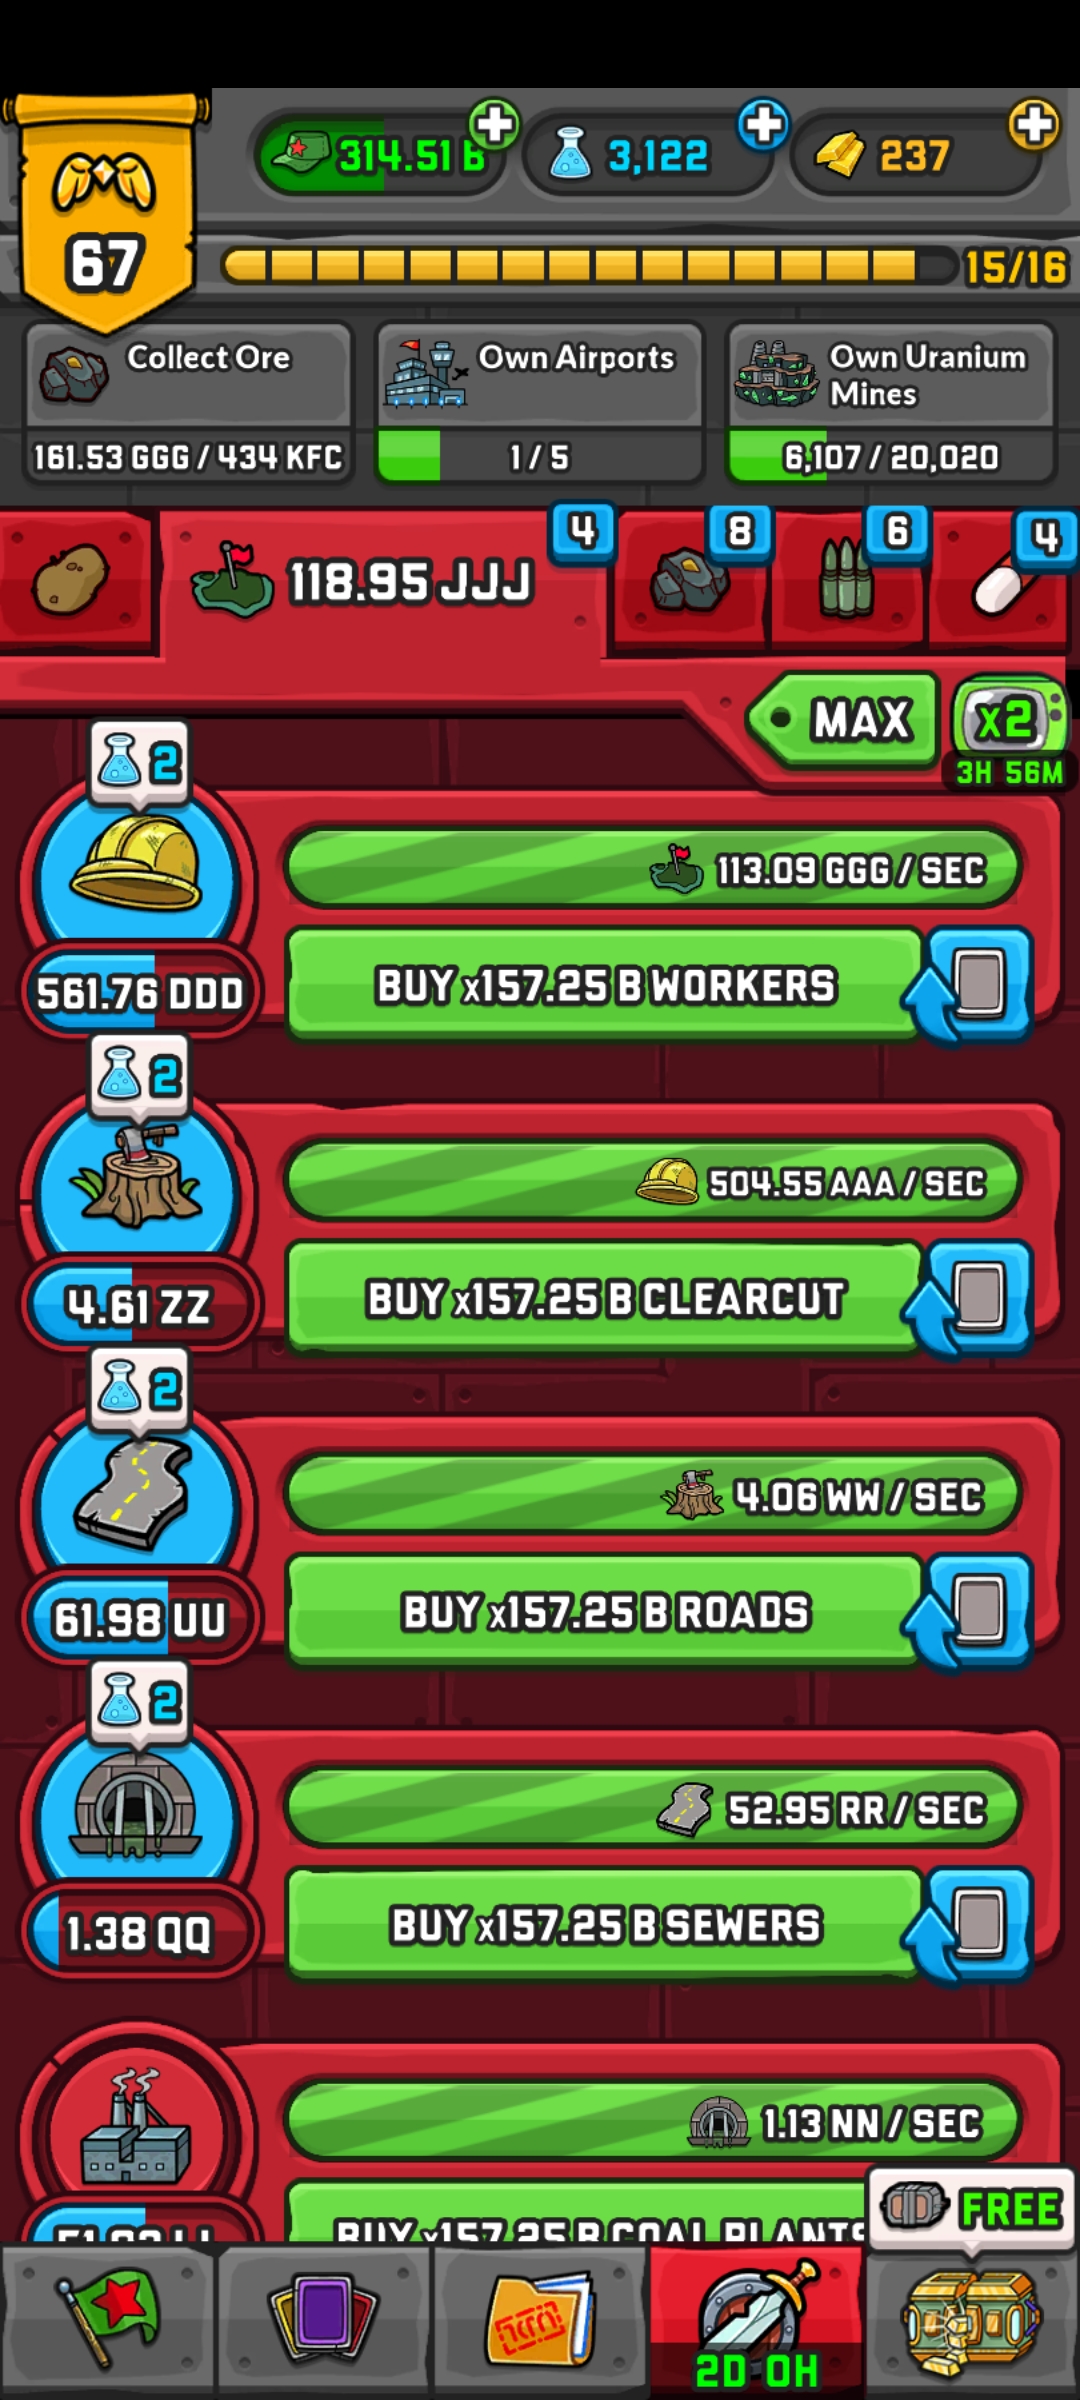 314.51 B
3,122
237
67
15/16
Collect Ore
161.53 GGG / 434 KFC
Own Airports
1 / 5
Own Uranium
Mines
6,107 / 20,020
118.95 JJJ
4
8
6
4
MAX
x2
3H 56M
2
113.09 GGG / SEC
561.76 DDD
BUY x157.25 B WORKERS
2
504.55 AAA / SEC
4.61 ZZ
BUY x157.25 B CLEARCUT
2
4.06 WW / SEC
61.98 UU
BUY x157.25 B ROADS
2
52.95 RR / SEC
1.38 QQ
BUY x157.25 B SEWERS
1.13 NN / SEC
BUY x157.25 B COAL PLANTS
FREE
2D 0H